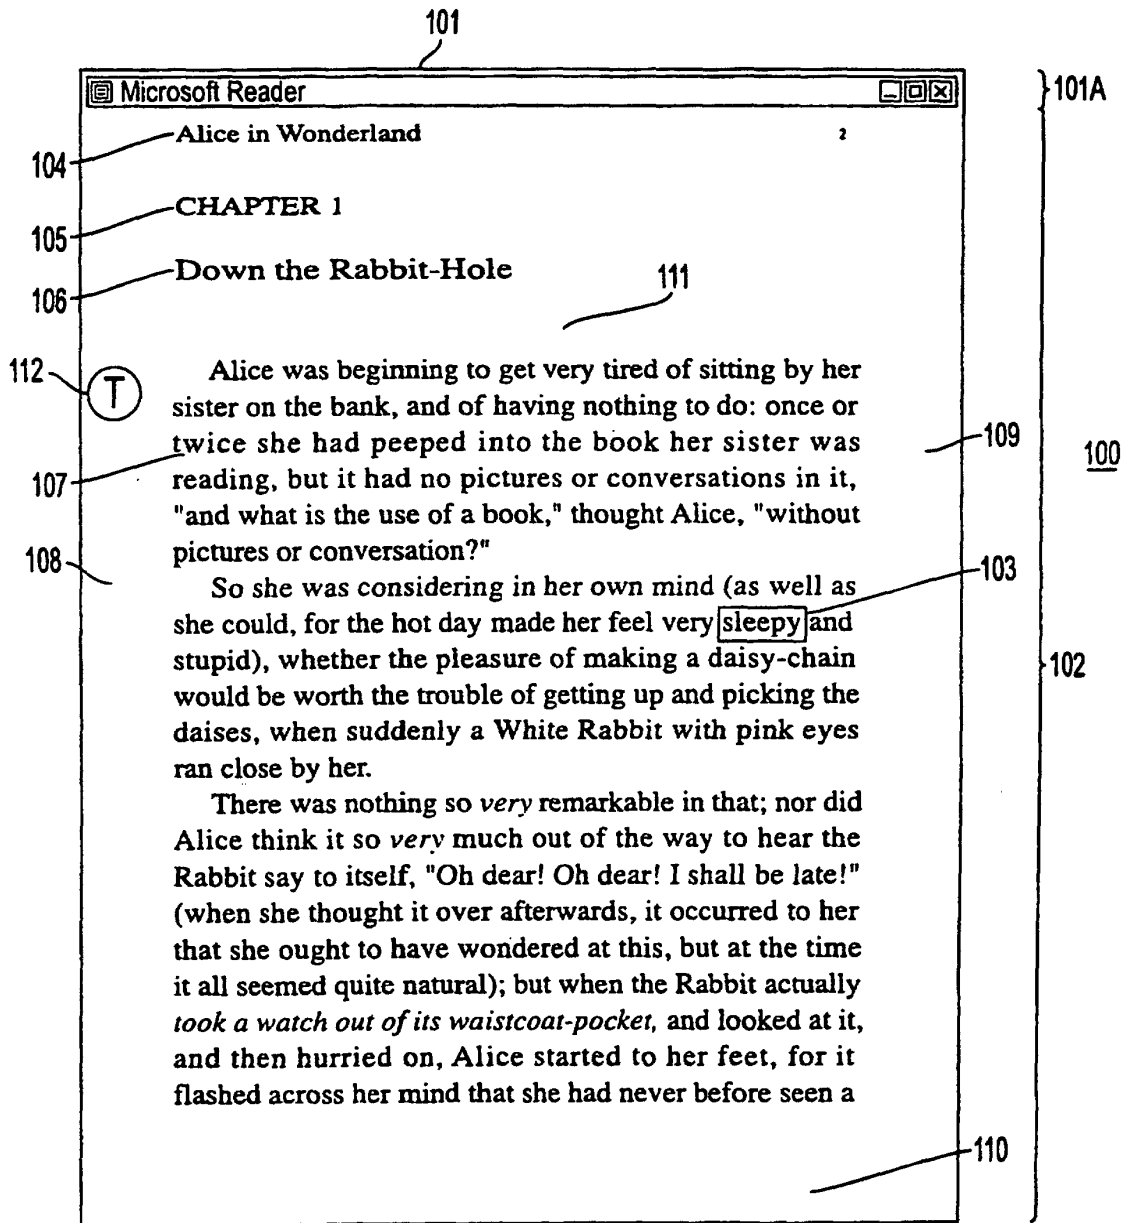 101
Microsoft Reader
101A
Alice in Wonderland
2
104
CHAPTER 1
105
Down the Rabbit-Hole
106
111
112
T
Alice was beginning to get very tired of sitting by her
sister on the bank, and of having nothing to do: once or
twice she had peeped into the book her sister was
109
100
107
reading, but it had no pictures or conversations in it,
"and what is the use of a book," thought Alice, "without
pictures or conversation?"
108
So she was considering in her own mind (as well as
103
she could, for the hot day made her feel very sleepy and
stupid), whether the pleasure of making a daisy-chain
102
would be worth the trouble of getting up and picking the
daises, when suddenly a White Rabbit with pink eyes
ran close by her.
There was nothing so very remarkable in that; nor did
Alice think it so very much out of the way to hear the
Rabbit say to itself, "Oh dear! Oh dear! I shall be late!"
(when she thought it over afterwards, it occurred to her
that she ought to have wondered at this, but at the time
it all seemed quite natural); but when the Rabbit actually
took a watch out of its waistcoat-pocket, and looked at it,
and then hurried on, Alice started to her feet, for it
flashed across her mind that she had never before seen a
110